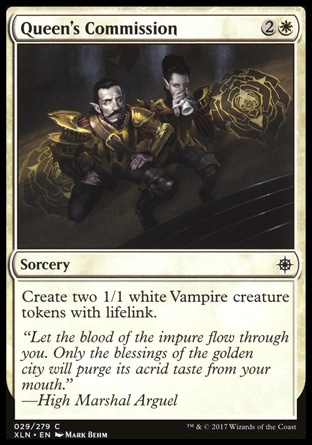 Queen's Commission 2
Sorcery
Create two 1/1 white Vampire creature
tokens with lifelink.
“Let the blood of the impure flow through
you. Only the blessings of the golden
city will purge its acrid taste from your
mouth.”
—High Marshal Arguel
029/279 C
XLN • EN Mark Behm
™ & © 2017 Wizards of the Coast